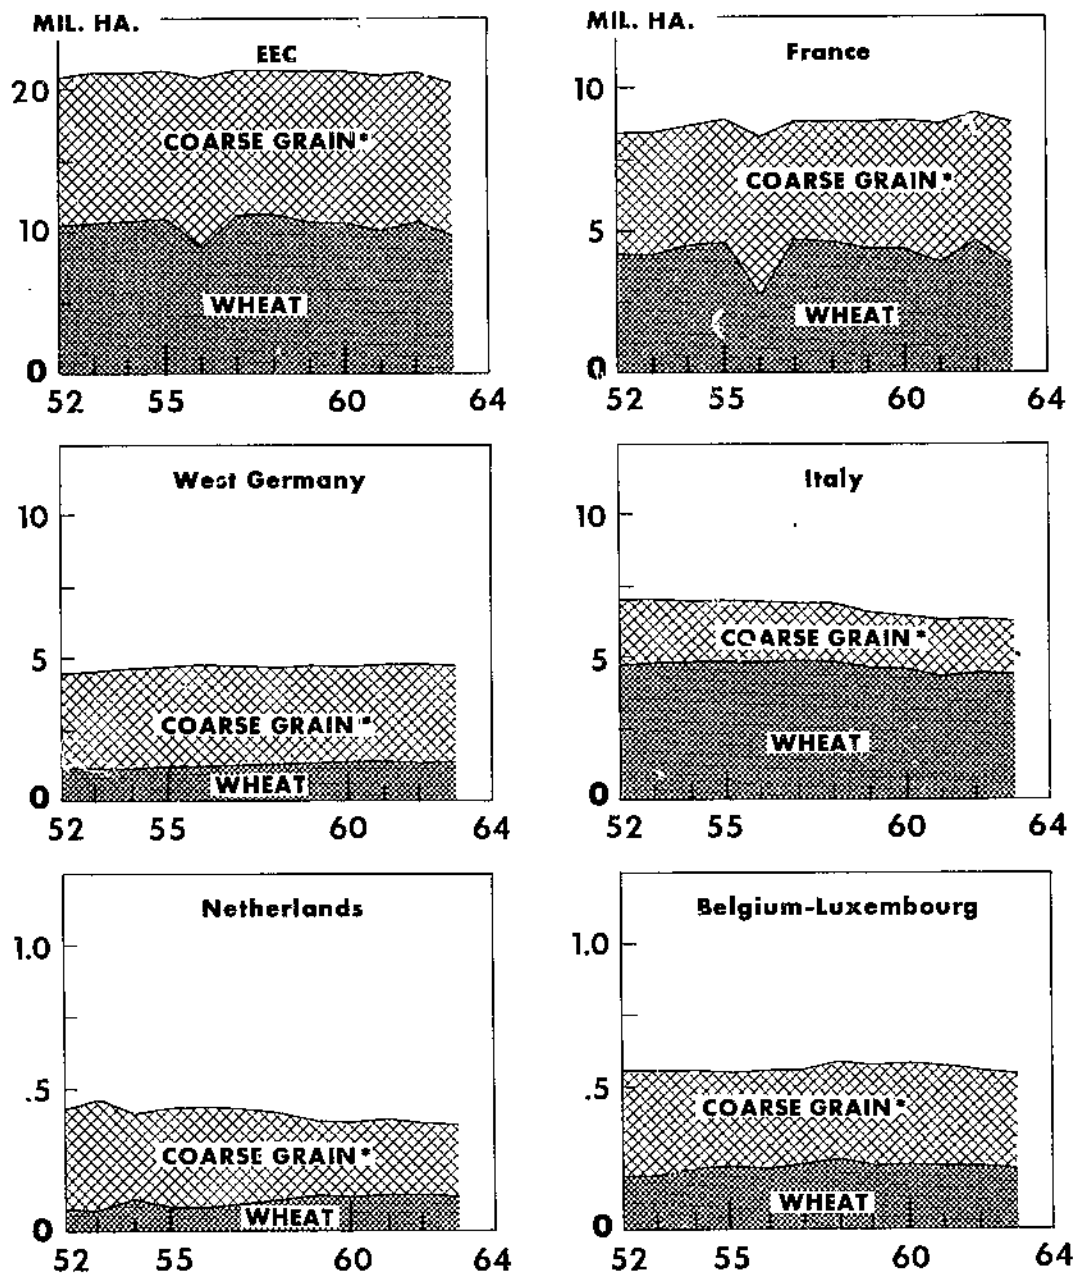 MIL. HA.
EEC
20
COARSE GRAIN*
10
WHEAT
0
52 55 60 64
MIL. HA.
France
10
COARSE GRAIN*
5
WHEAT
0
52 55 60 64
West Germany
10
5
COARSE GRAIN*
WHEAT
0
52 55 60 64
Italy
10
COARSE GRAIN*
5
WHEAT
0
52 55 60 64
Netherlands
1.0
.5
COARSE GRAIN*
WHEAT
0
52 55 60 64
Belgium-Luxembourg
1.0
.5
COARSE GRAIN*
WHEAT
0
52 55 60 64